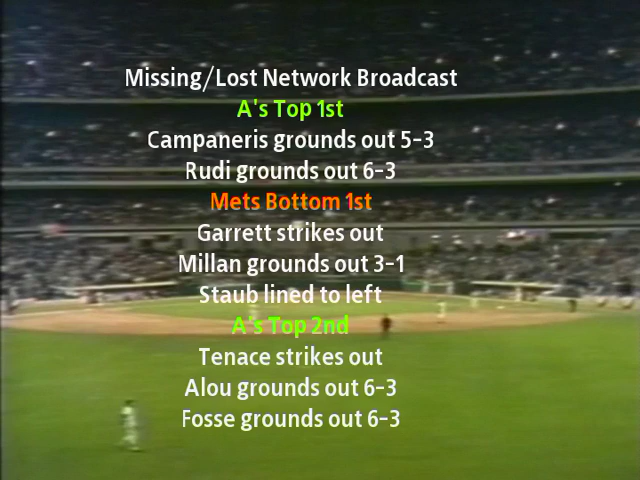 Missing/Lost Network Broadcast
A's Top 1st
Campaneris grounds out 5-3
Rudi grounds out 6-3
Mets Bottom 1st
Garrett strikes out
Millan grounds out 3-1
Staub lined to left
A's Top 2nd
Tenace strikes out
Alou grounds out 6-3
Fosse grounds out 6-3